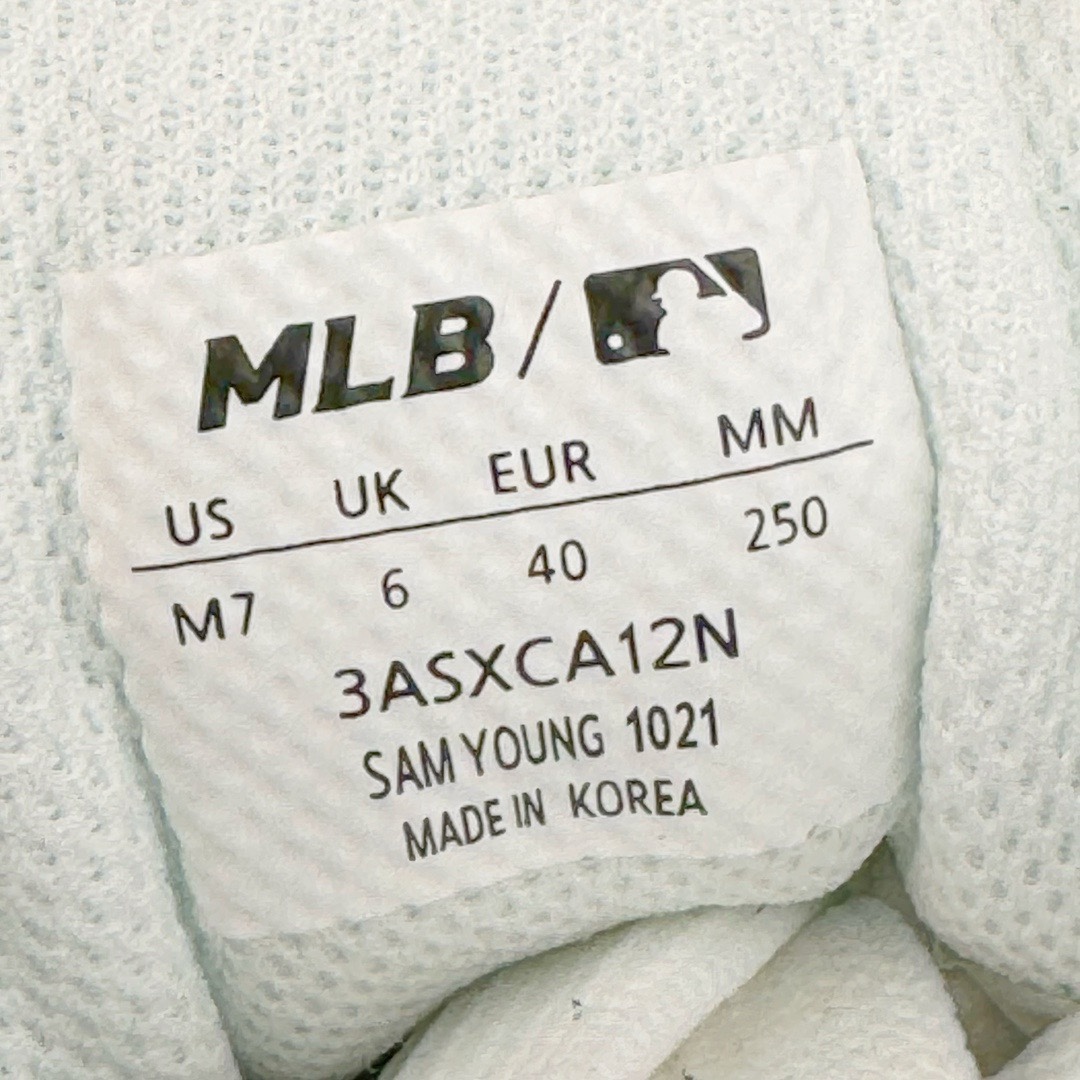 MLB/
US UK EUR MM
M7 6 40 250
3ASXCA12N
SAM YOUNG 1021
MADE IN KOREA